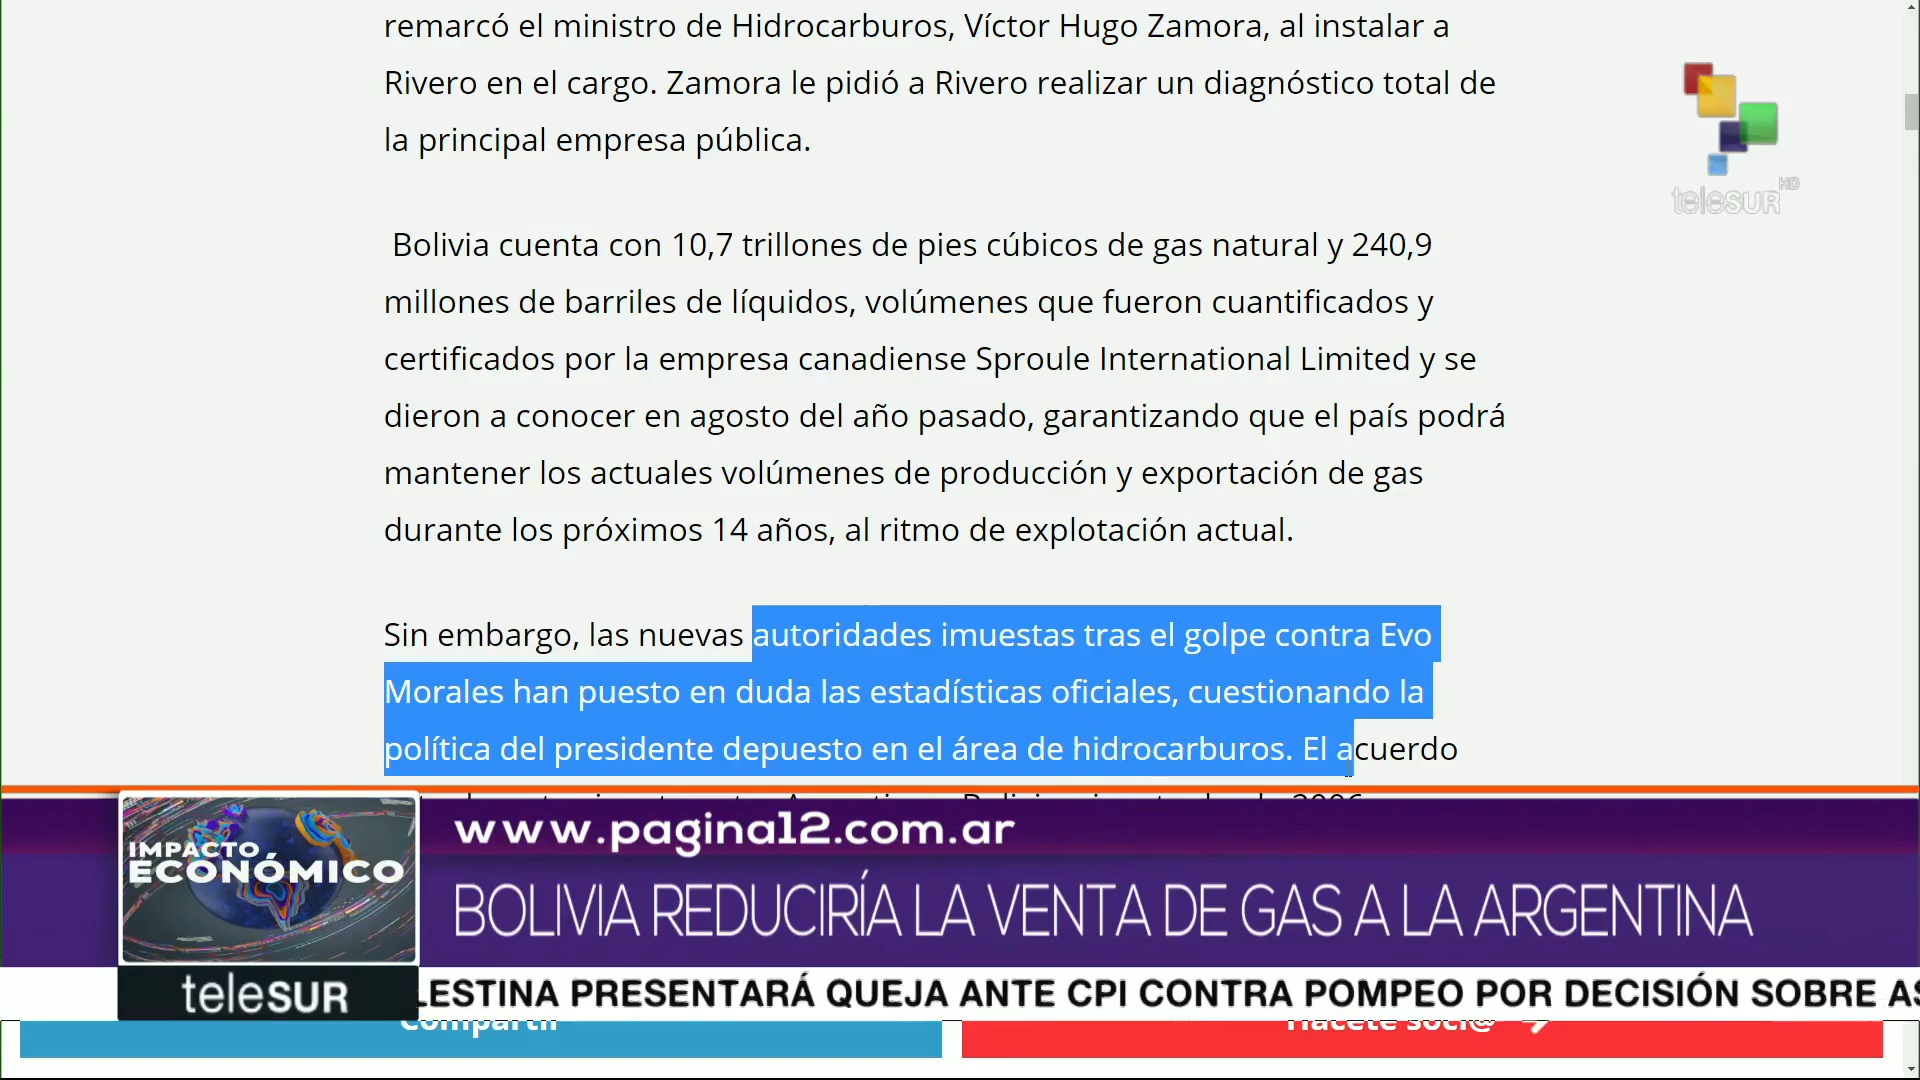 remarcó el ministro de Hidrocarburos, Víctor Hugo Zamora, al instalar a
Rivero en el cargo. Zamora le pidió a Rivero realizar un diagnóstico total de
la principal empresa pública.
teleSUR HD
Bolivia cuenta con 10,7 trillones de pies cúbicos de gas natural y 240,9
millones de barriles de líquidos, volúmenes que fueron cuantificados y
certificados por la empresa canadiense Sproule International Limited y se
dieron a conocer en agosto del año pasado, garantizando que el país podrá
mantener los actuales volúmenes de producción y exportación de gas
durante los próximos 14 años, al ritmo de explotación actual.
Sin embargo, las nuevas autoridades imuestas tras el golpe contra Evo
Morales han puesto en duda las estadísticas oficiales, cuestionando la
política del presidente depuesto en el área de hidrocarburos. El acuerdo
www.pagina12.com.ar
IMPACTO
ECONÓMICO
BOLIVIA REDUCIRÍA LA VENTA DE GAS A LA ARGENTINA
teleSUR
LESTINA PRESENTARÁ QUEJA ANTE CPI CONTRA POMPEO POR DECISIÓN SOBRE AS
Compartir
Hacete soci@